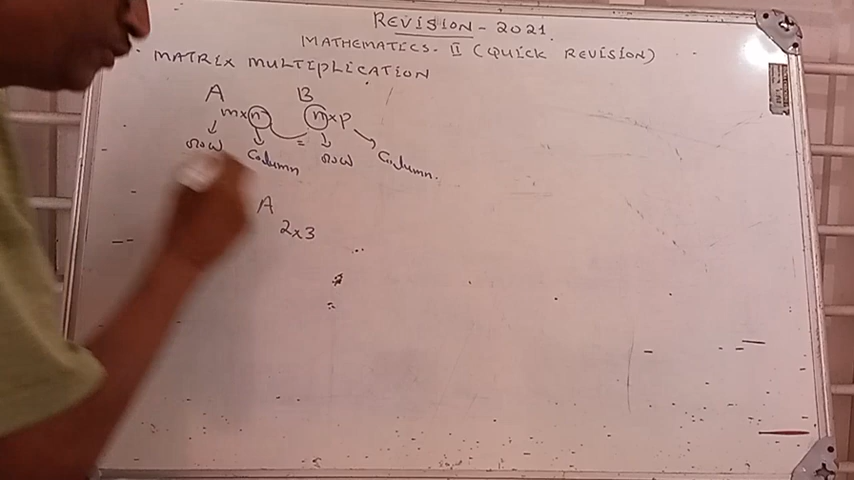 REVISION - 2021.
MATHEMATICS - II (QUICK REVISION)
MATRIX MULTIPLICATION
A B
m×n n×p
↓ ↓ = ↓ →
row Column row Column.
A
2×3